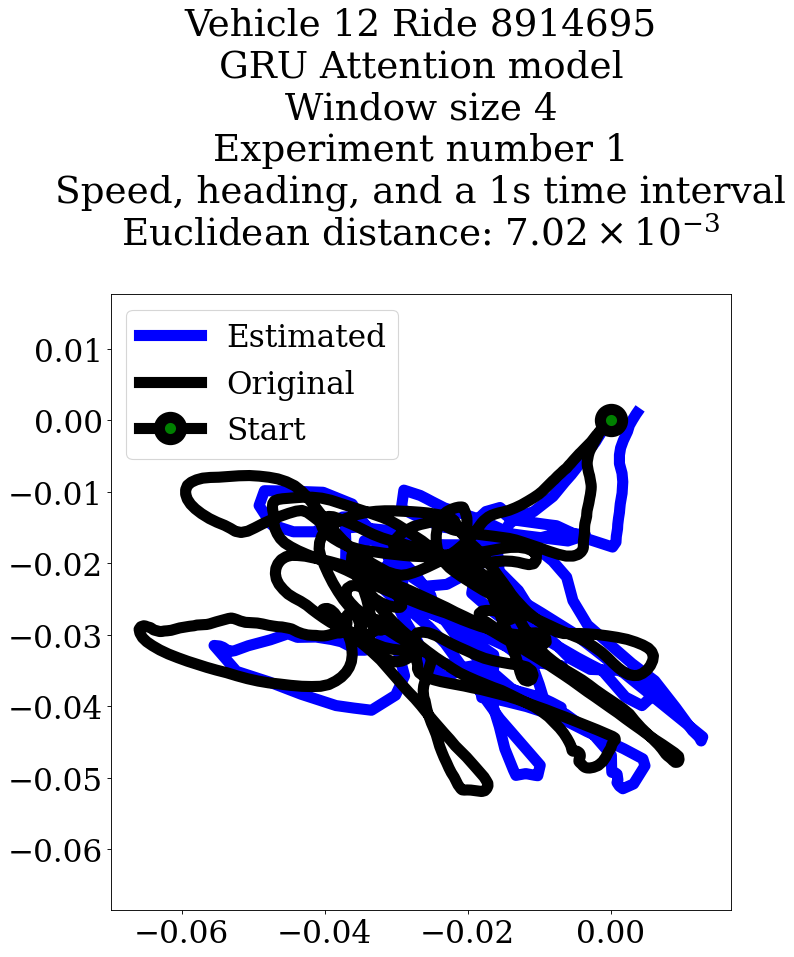 Vehicle 12 Ride 8914695
GRU Attention model
Window size 4
Experiment number 1
Speed, heading, and a 1s time interval
Euclidean distance: 7.02 × 10⁻³
Estimated
Original
Start
0.01
0.00
−0.01
−0.02
−0.03
−0.04
−0.05
−0.06
−0.06 −0.04 −0.02 0.00